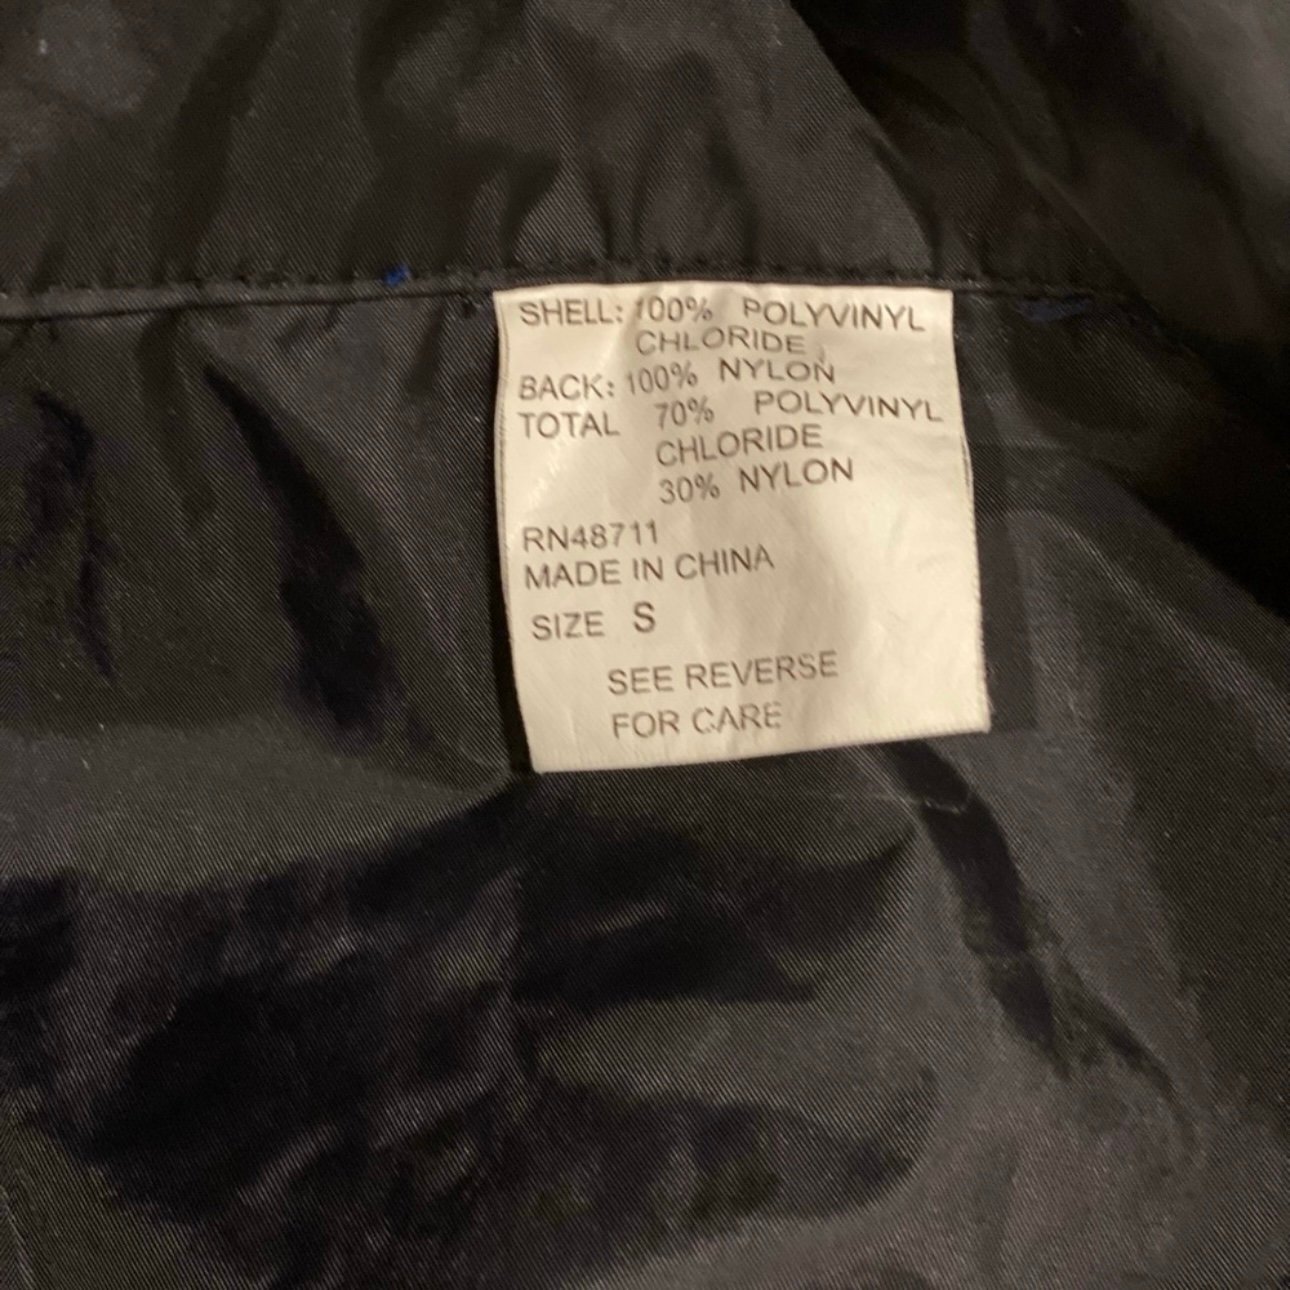 SHELL: 100% POLYVINYL
CHLORIDE
BACK: 100% NYLON
TOTAL 70% POLYVINYL
CHLORIDE
30% NYLON
RN48711
MADE IN CHINA
SIZE S
SEE REVERSE
FOR CARE